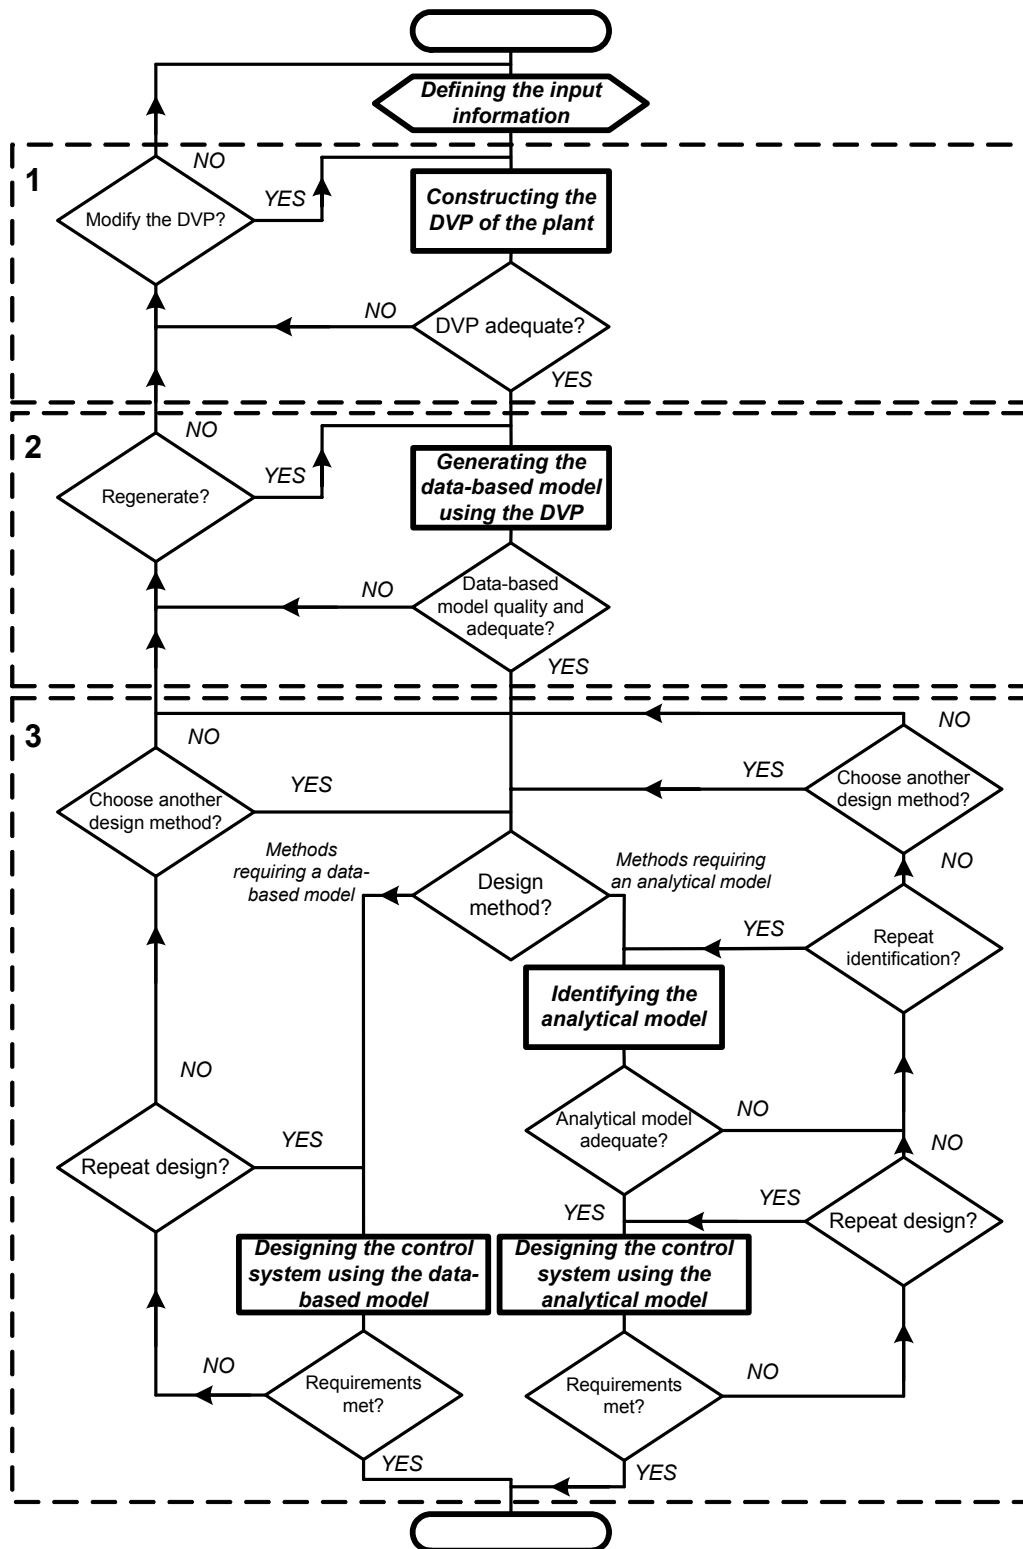 Defining the input
information
1
NO
Modify the DVP?
YES
Constructing the
DVP of the plant
NO
DVP adequate?
YES
2
NO
Regenerate?
YES
Generating the
data-based model
using the DVP
NO
Data-based
model quality and
adequate?
YES
3
NO
NO
Choose another
design method?
YES
YES
Choose another
design method?
Methods
requiring a data-
based model
Design
method?
Methods requiring
an analytical model
NO
YES
Repeat
identification?
Identifying the
analytical model
NO
Analytical model
adequate?
NO
Repeat design?
YES
NO
YES
YES
Repeat design?
Designing the control
system using the data-
based model
Designing the control
system using the
analytical model
NO
Requirements
met?
Requirements
met?
NO
YES
YES